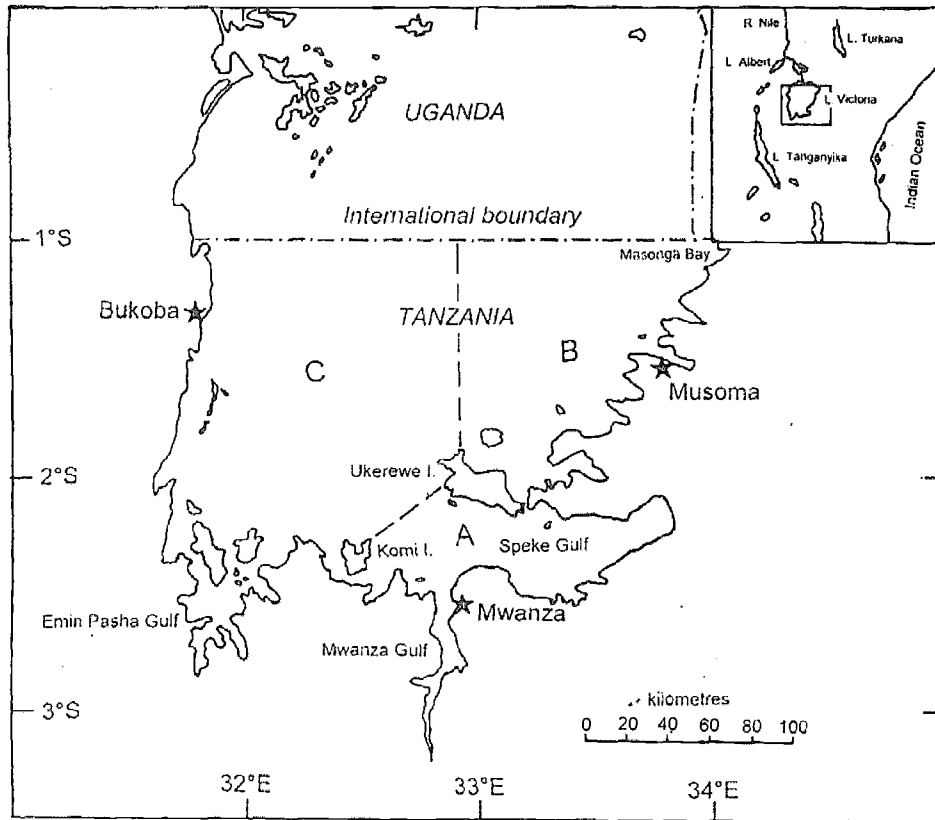 R. Nile
L. Turkana
L. Albert
L. Victoria
L. Tanganyika
Indian Ocean
UGANDA
International boundary
1°S
Masonga Bay
Bukoba
TANZANIA
B
C
Musoma
Ukerewe I.
2°S
A
Komi I.
Speke Gulf
Mwanza
Emin Pasha Gulf
Mwanza Gulf
kilometres
3°S
0 20 40 60 80 100
32°E 33°E 34°E